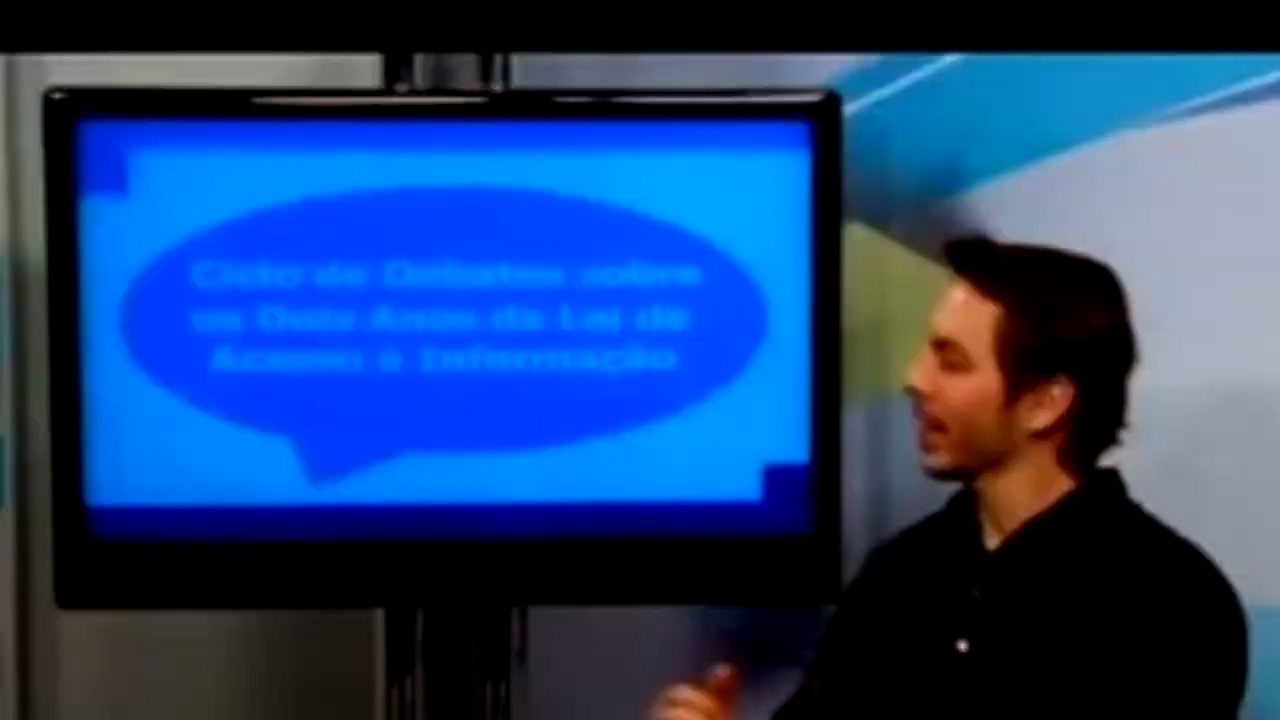 Ciclo de Debates sobre
os Dois Anos da Lei de
Acesso à Informação